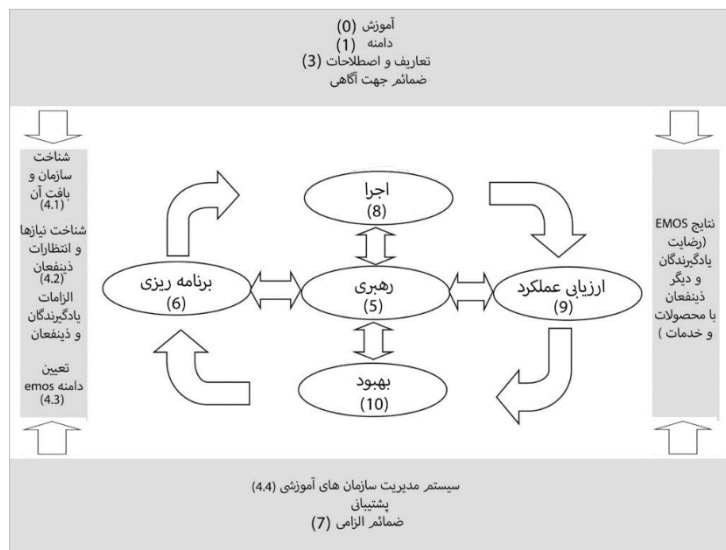 آموزش (0)
دامنه (1)
تعاریف و اصطلاحات (3)
ضمائم جهت آگاهی
شناخت
سازمان و
بافت آن
(4.1)
شناخت نیازها
و انتظارات
ذینفعان
(4.2)
الزامات
یادگیرندگان
و ذینفعان
تعیین
دامنه emos
(4.3)
اجرا
(8)
برنامه ریزی
(6)
رهبری
(5)
ارزیابی عملکرد
(9)
بهبود
(10)
نتایج EMOS
(رضایت
یادگیرندگان
و دیگر
ذینفعان
با محصولات
و خدمات )
سیستم مدیریت سازمان های آموزشی (4.4)
پشتیبانی
ضمائم الزامی (7)